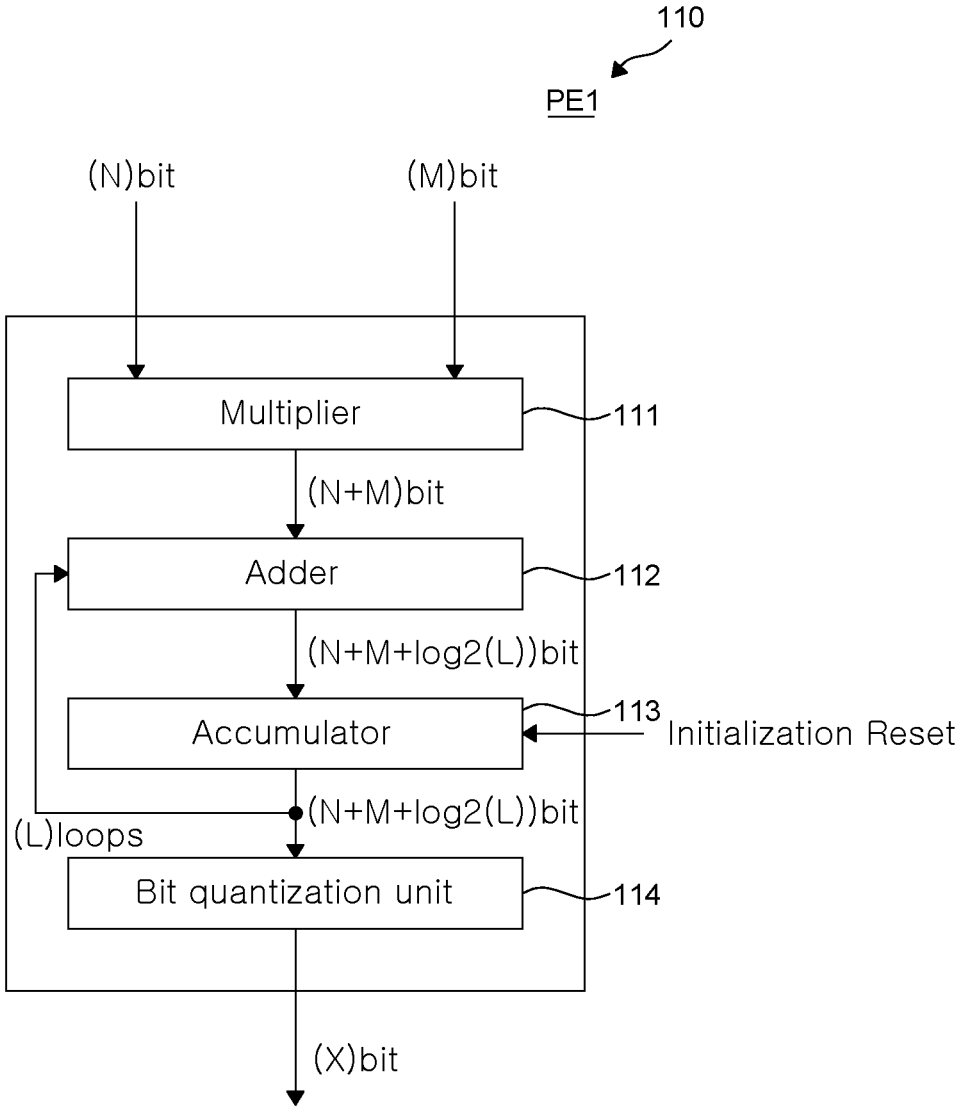 110
PE1
(N)bit
(M)bit
Multiplier
111
(N+M)bit
Adder
112
(N+M+log2(L))bit
Accumulator
113
Initialization Reset
(N+M+log2(L))bit
(L)loops
Bit quantization unit
114
(X)bit